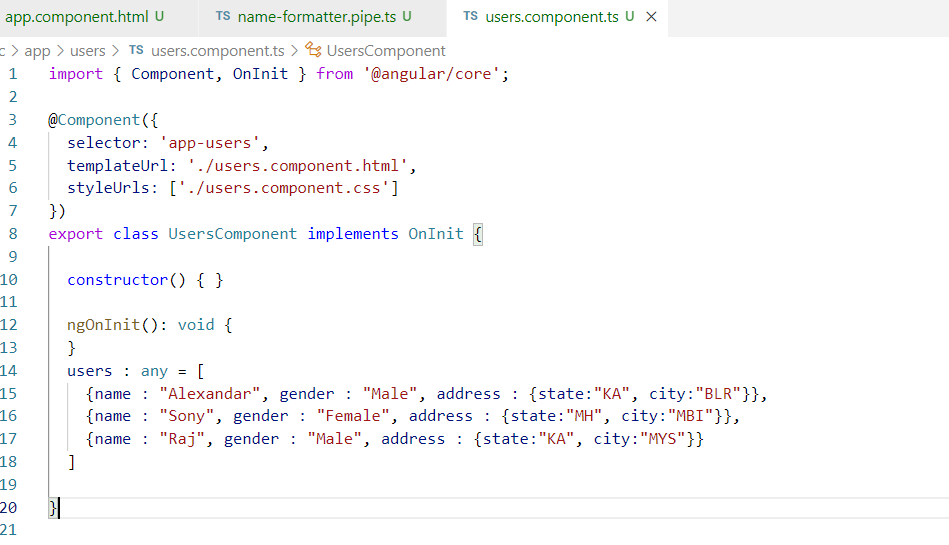 app.component.html U TS name-formatter.pipe.ts U TS users.component.ts U ×
c > app > users > TS users.component.ts > UsersComponent
1 import { Component, OnInit } from '@angular/core';
2
3 @Component({
4 selector: 'app-users',
5 templateUrl: './users.component.html',
6 styleUrls: ['./users.component.css']
7 })
8 export class UsersComponent implements OnInit {
9
10 constructor() { }
11
12 ngOnInit(): void {
13 }
14 users : any = [
15 {name : "Alexandar", gender : "Male", address : {state:"KA", city:"BLR"}},
16 {name : "Sony", gender : "Female", address : {state:"MH", city:"MBI"}},
17 {name : "Raj", gender : "Male", address : {state:"KA", city:"MYS"}}
18 ]
19
20 }
21